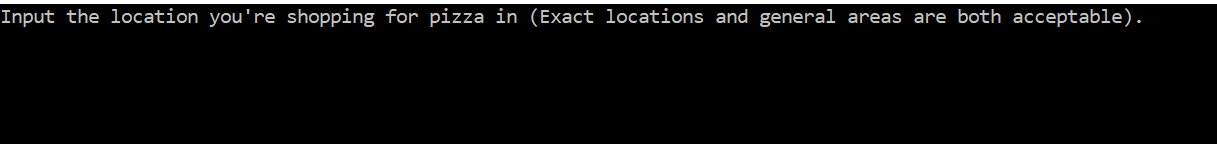 Input the location you're shopping for pizza in (Exact locations and general areas are both acceptable).